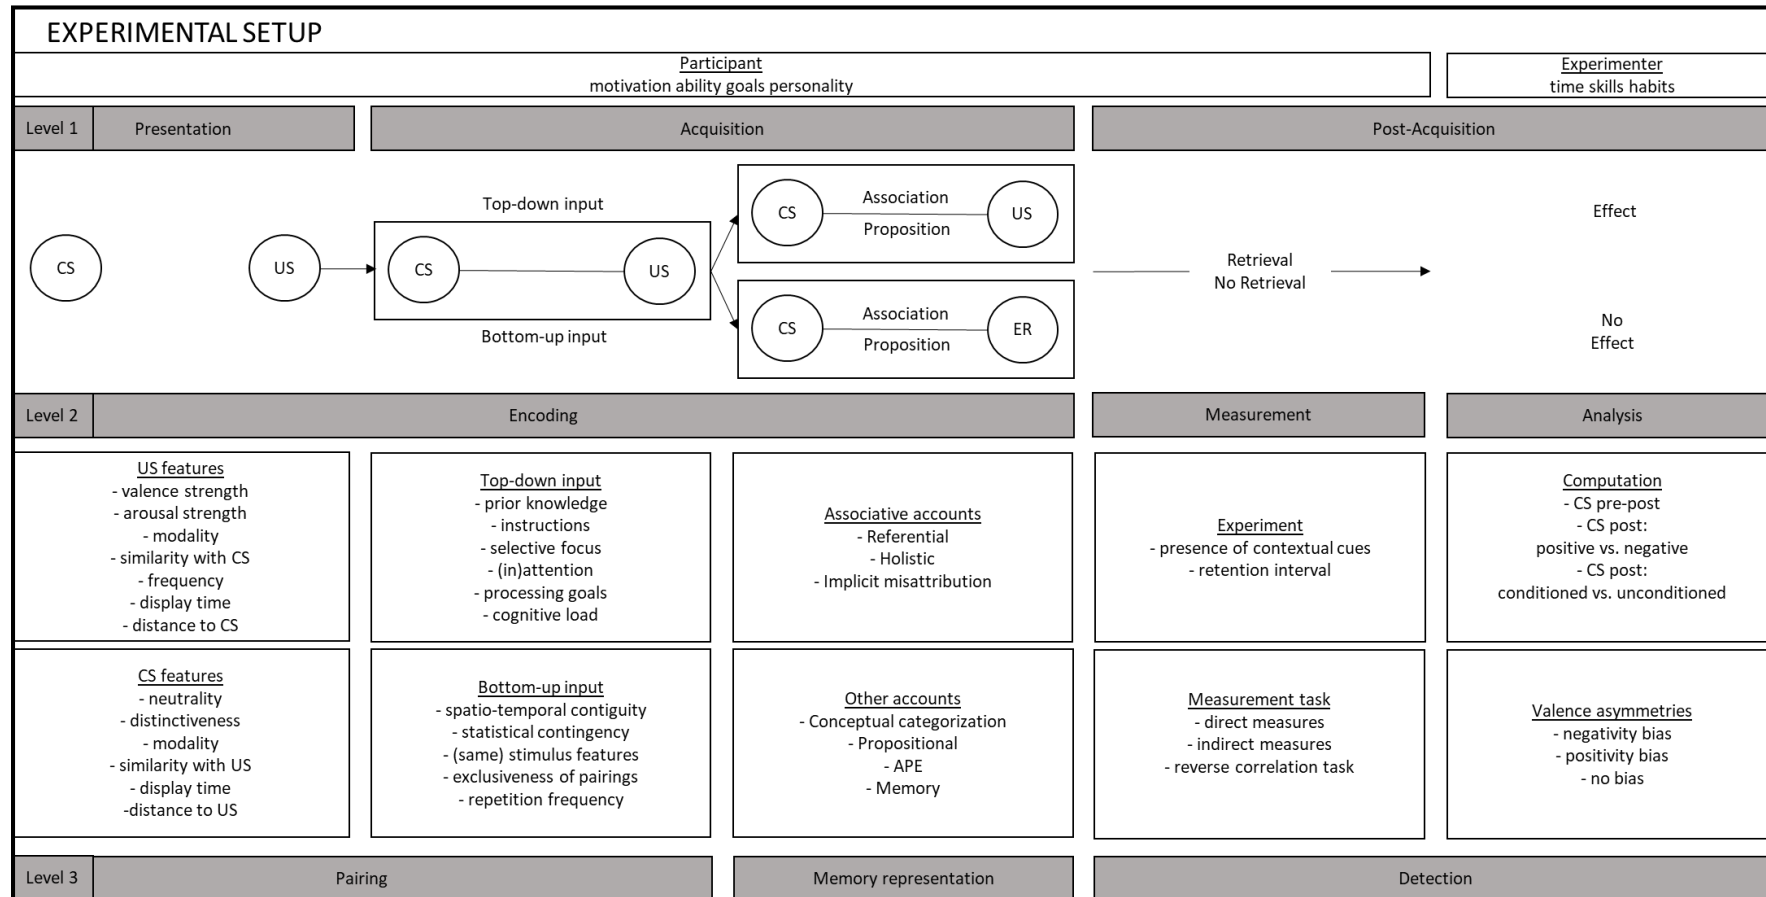 EXPERIMENTAL SETUP
Participant
motivation ability goals personality
Experimenter
time skills habits
Level 1
Presentation
Acquisition
Post-Acquisition
CS
US
Top-down input
CS
US
Bottom-up input
CS
Association
Proposition
US
CS
Association
Proposition
ER
Retrieval
No Retrieval
Effect
No
Effect
Level 2
Encoding
Measurement
Analysis
US features
- valence strength
- arousal strength
- modality
- similarity with CS
- frequency
- display time
- distance to CS
Top-down input
- prior knowledge
- instructions
- selective focus
- (in)attention
- processing goals
- cognitive load
Associative accounts
- Referential
- Holistic
- Implicit misattribution
Experiment
- presence of contextual cues
- retention interval
Computation
- CS pre-post
- CS post:
positive vs. negative
- CS post:
conditioned vs. unconditioned
CS features
- neutrality
- distinctiveness
- modality
- similarity with US
- display time
-distance to US
Bottom-up input
- spatio-temporal contiguity
- statistical contingency
- (same) stimulus features
- exclusiveness of pairings
- repetition frequency
Other accounts
- Conceptual categorization
- Propositional
- APE
- Memory
Measurement task
- direct measures
- indirect measures
- reverse correlation task
Valence asymmetries
- negativity bias
- positivity bias
- no bias
Level 3
Pairing
Memory representation
Detection